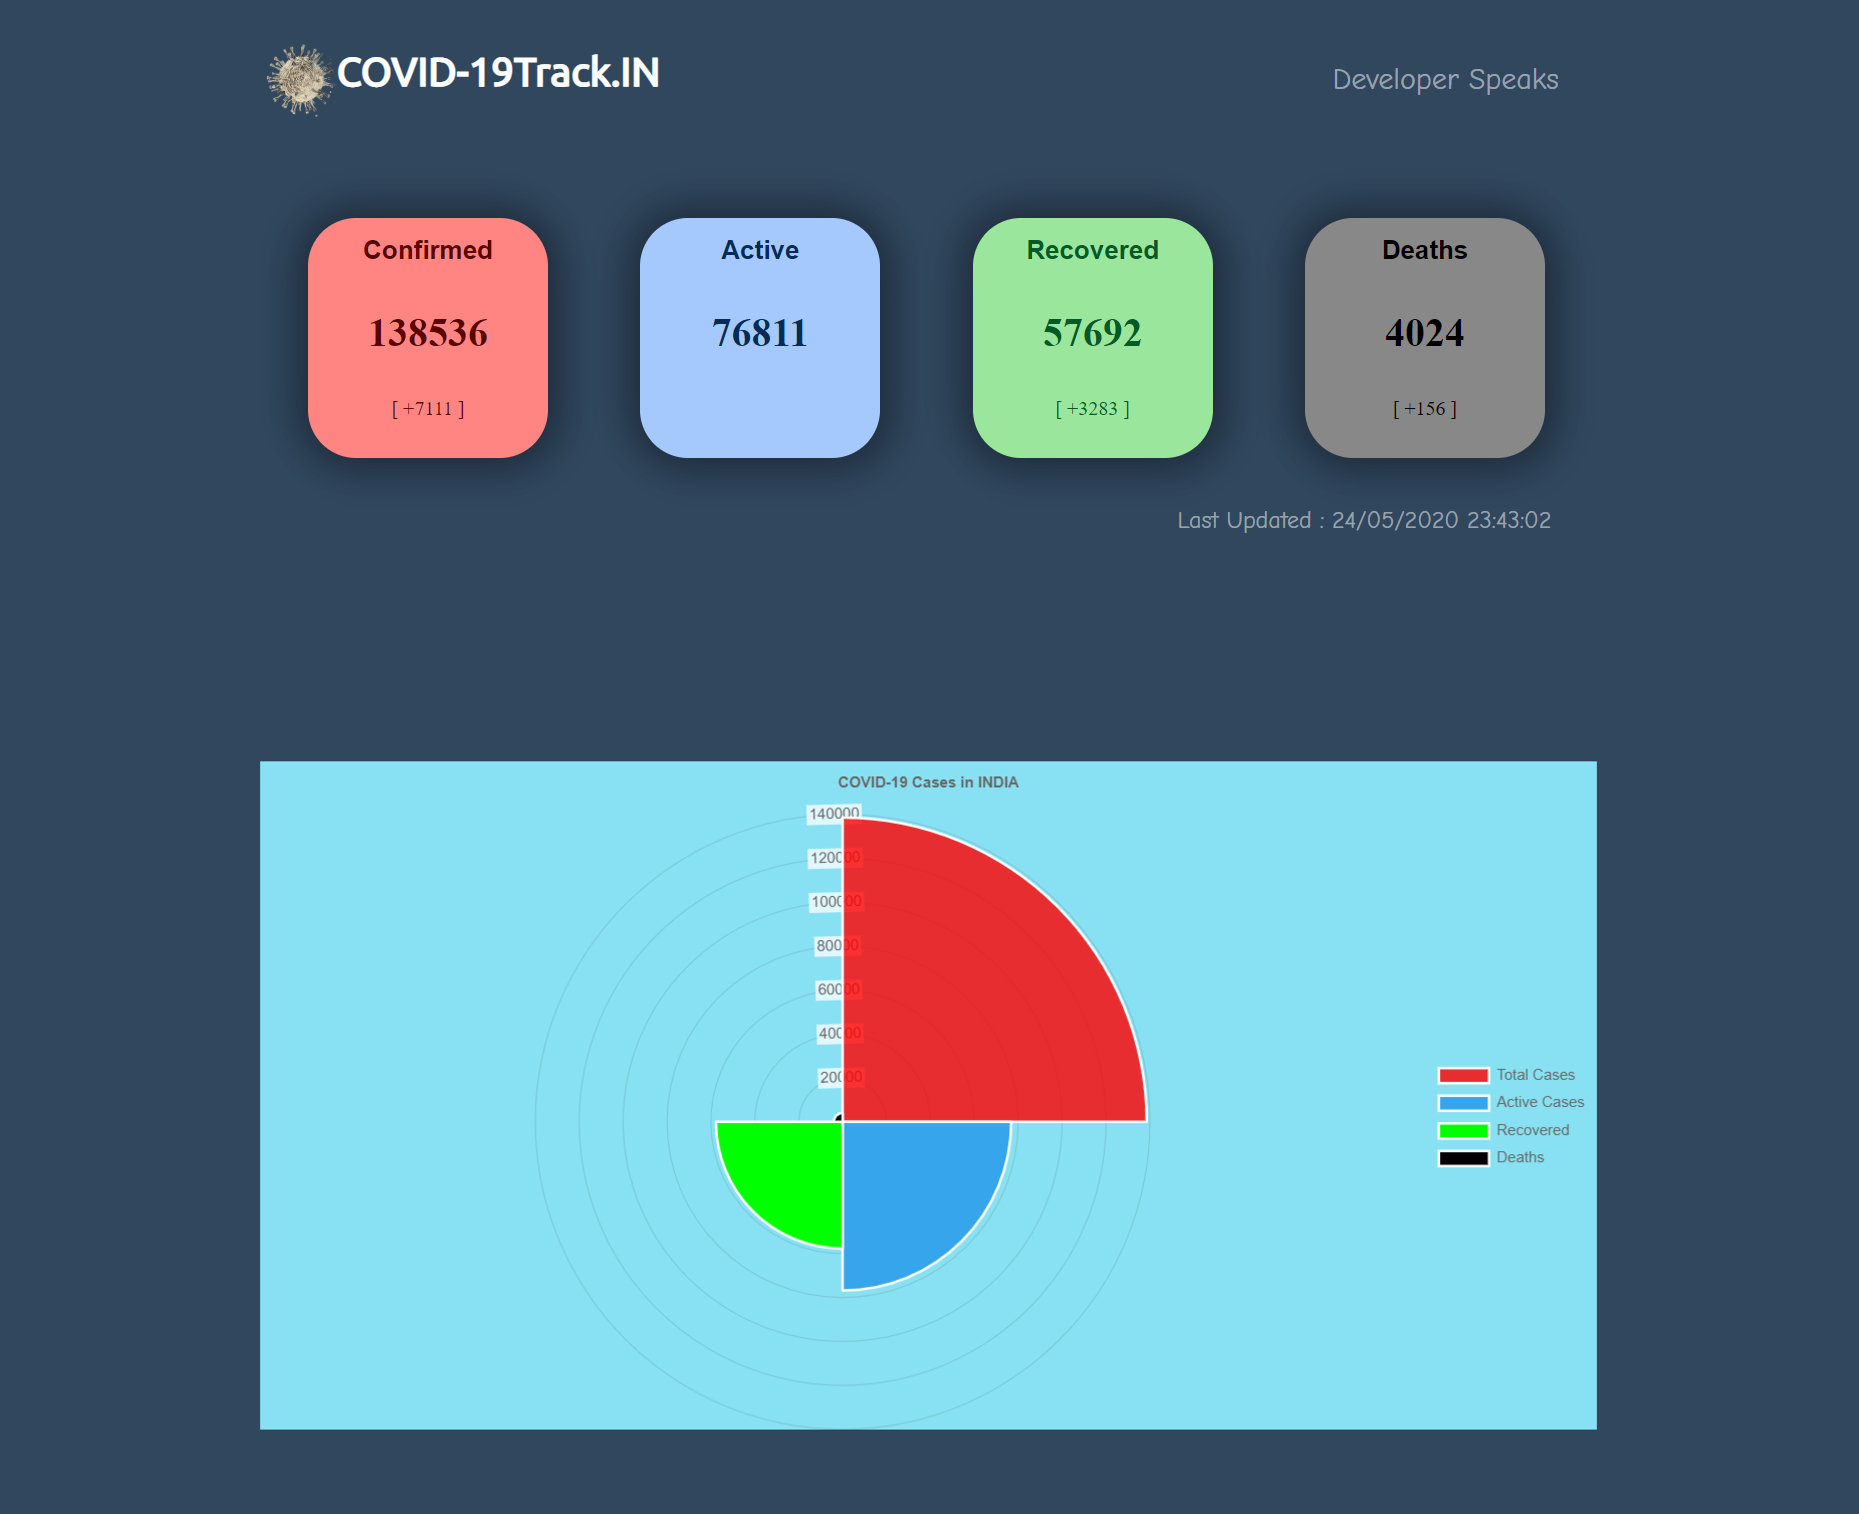 COVID-19Track.IN
Developer Speaks
Confirmed
138536
[ +7111 ]
Active
76811
Recovered
57692
[ +3283 ]
Deaths
4024
[ +156 ]
Last Updated : 24/05/2020 23:43:02
COVID-19 Cases in INDIA
140000
120000
100000
80000
60000
40000
20000
Total Cases
Active Cases
Recovered
Deaths